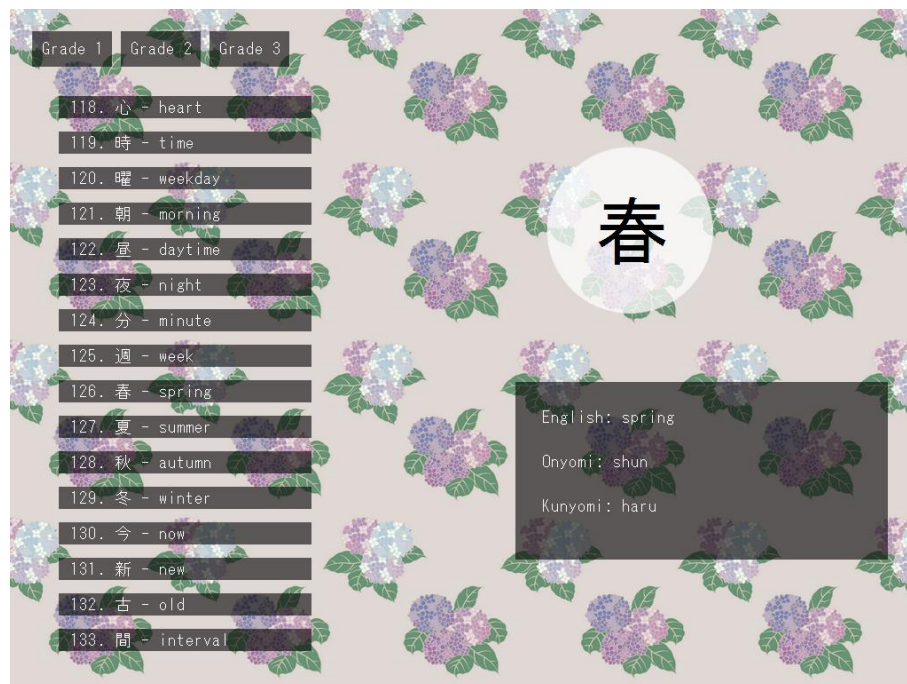 Grade 1 Grade 2 Grade 3
118. 心 - heart
119. 時 - time
120. 曜 - weekday
121. 朝 - morning
122. 昼 - daytime
123. 夜 - night
124. 分 - minute
125. 週 - week
126. 春 - spring
127. 夏 - summer
128. 秋 - autumn
129. 冬 - winter
130. 今 - now
131. 新 - new
132. 古 - old
133. 間 - interval
春
English: spring
Onyomi: shun
Kunyomi: haru